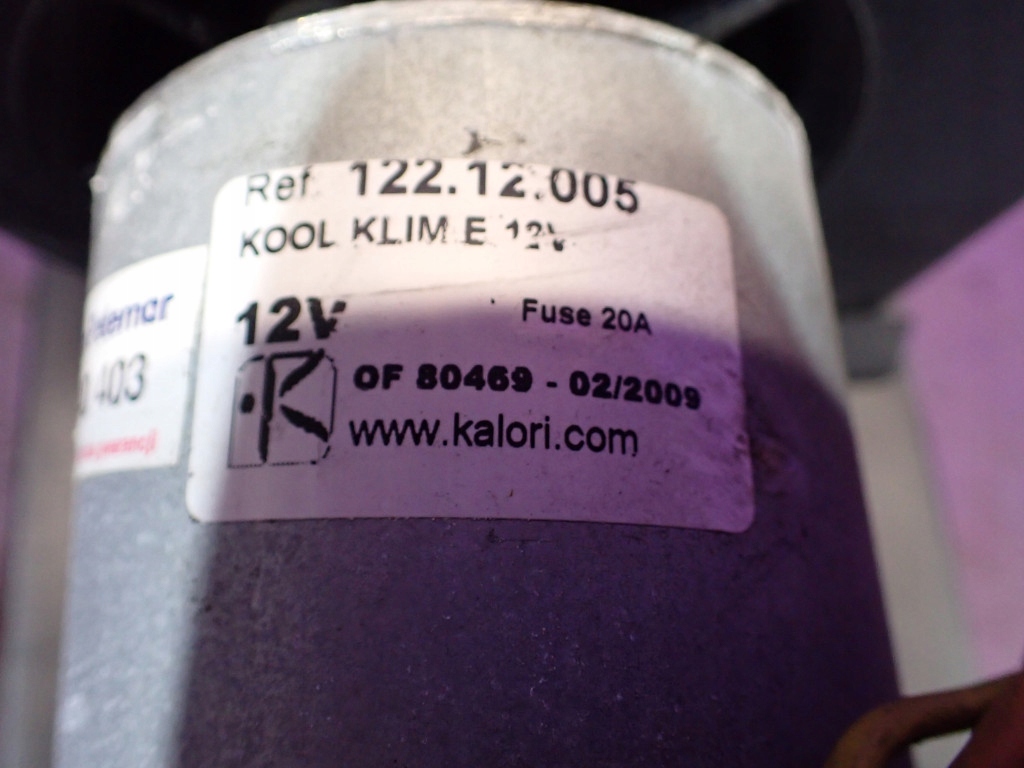 Ref. 122.12.005
KOOL KLIM E 12V
12V Fuse 20A
OF 80469 - 02/2009
www.kalori.com
403